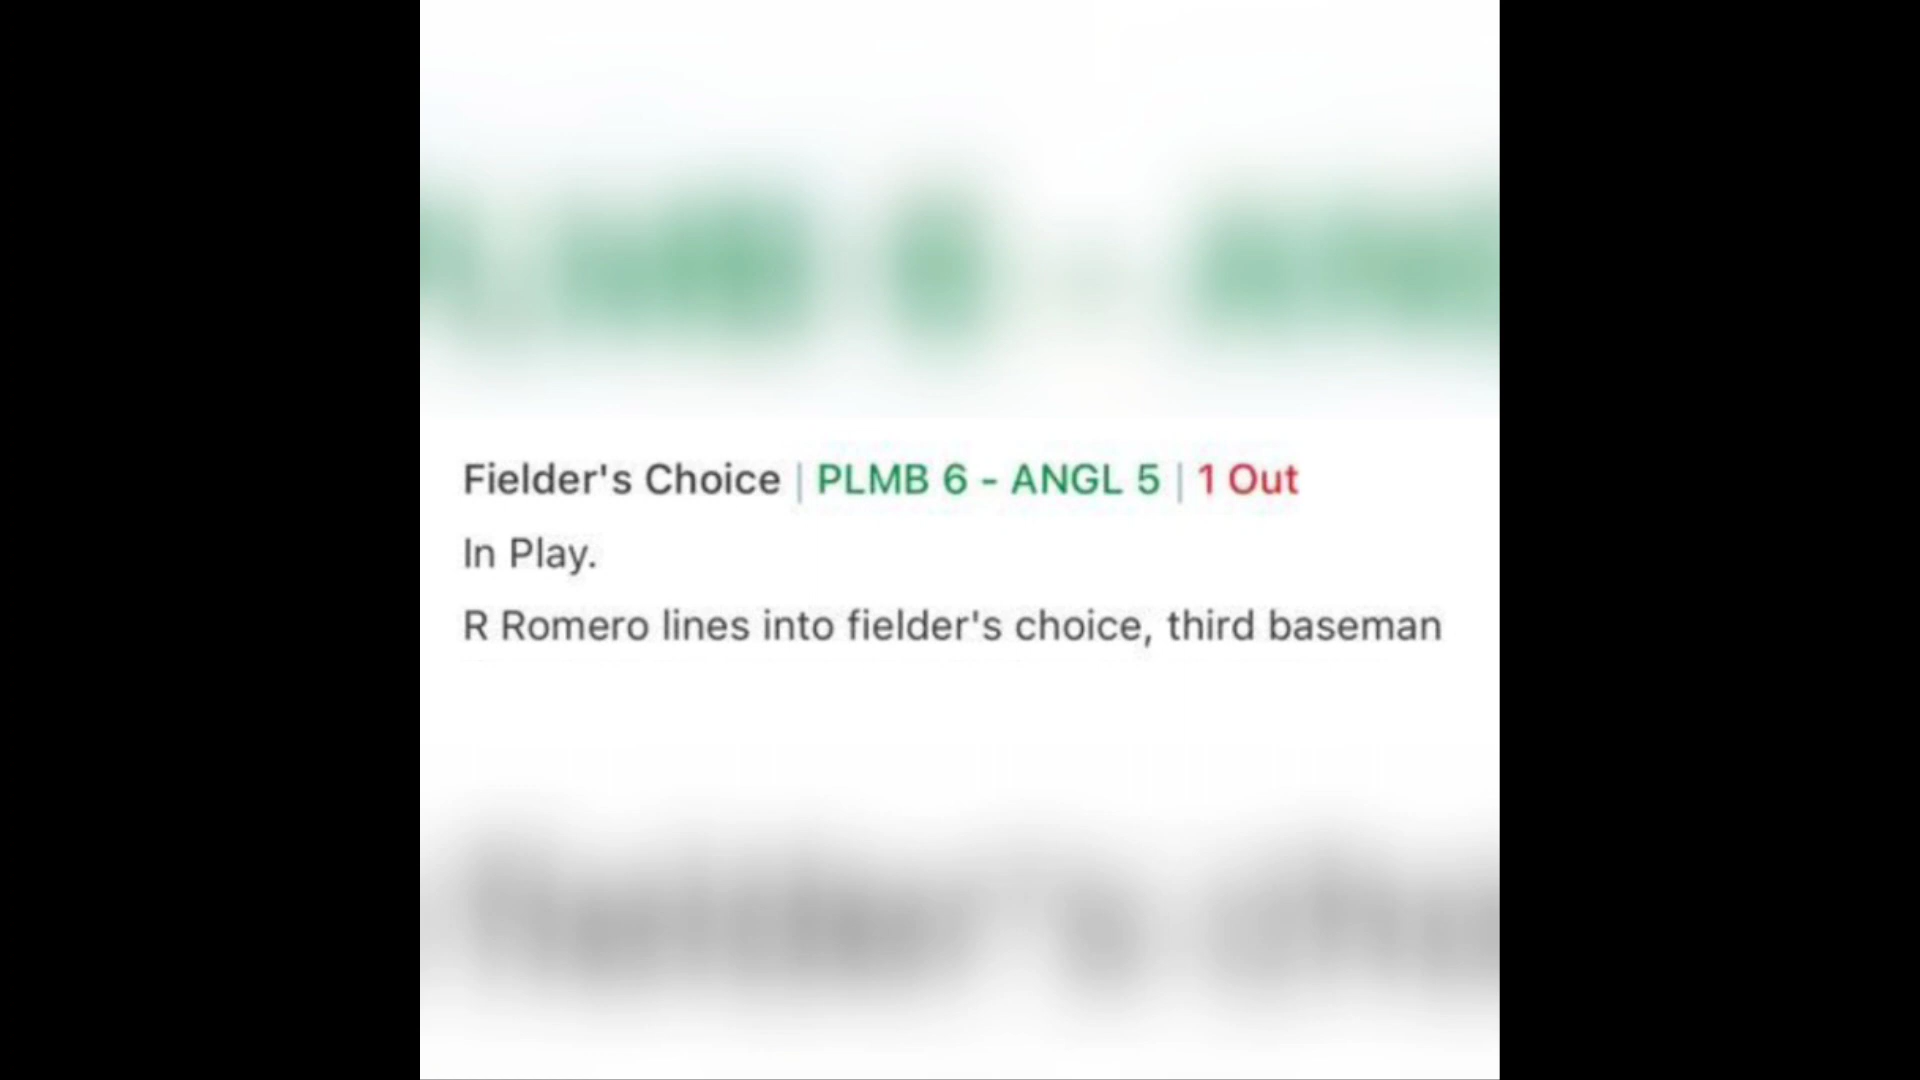 Fielder's Choice | PLMB 6 - ANGL 5 | 1 Out
In Play.
R Romero lines into fielder's choice, third baseman